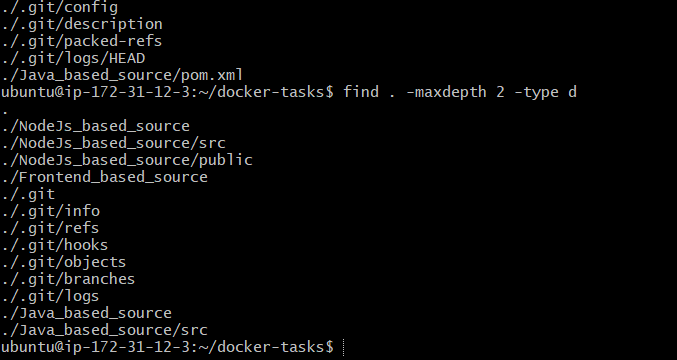 ./.git/config
./.git/description
./.git/packed-refs
./.git/logs/HEAD
./Java_based_source/pom.xml
ubuntu@ip-172-31-12-3:~/docker-tasks$ find . -maxdepth 2 -type d
.
./NodeJs_based_source
./NodeJs_based_source/src
./NodeJs_based_source/public
./Frontend_based_source
./.git
./.git/info
./.git/refs
./.git/hooks
./.git/objects
./.git/branches
./.git/logs
./Java_based_source
./Java_based_source/src
ubuntu@ip-172-31-12-3:~/docker-tasks$